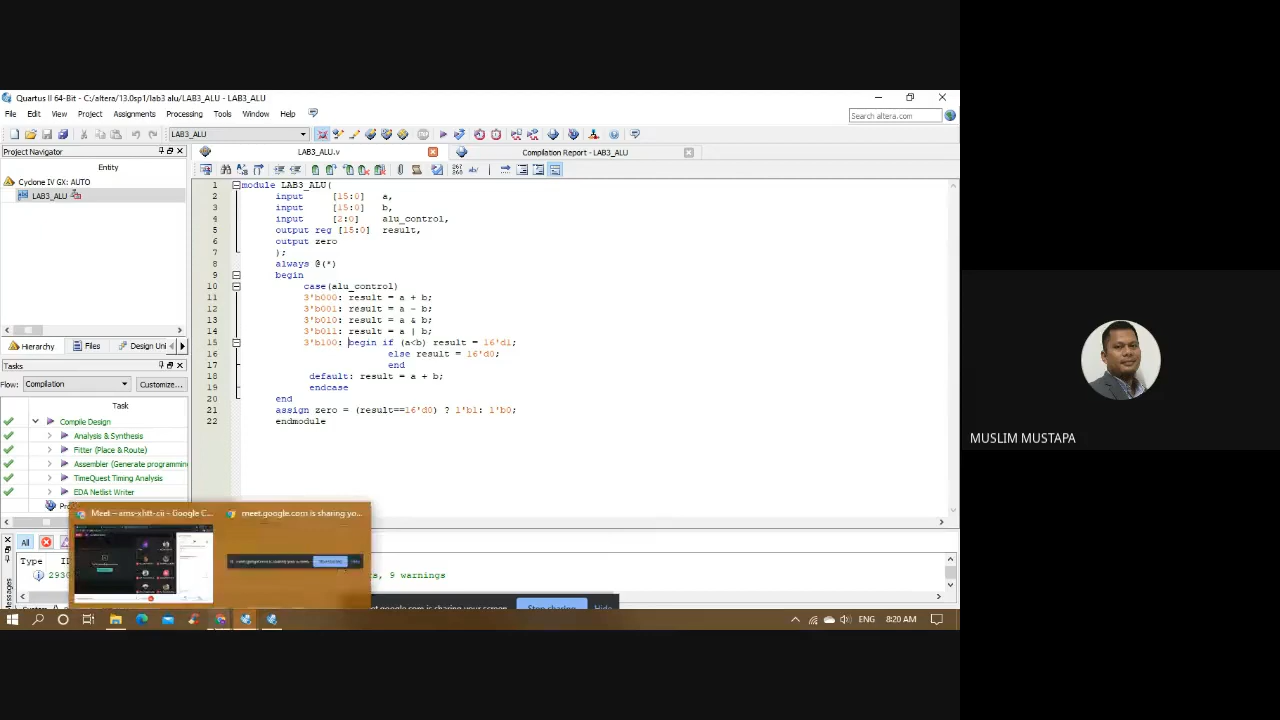 Quartus II 64-Bit - C:/altera/13.0sp1/lab3 alu/LAB3_ALU - LAB3_ALU
File Edit View Project Assignments Processing Tools Window Help
Search altera.com
LAB3_ALU
Project Navigator
LAB3_ALU.v
Compilation Report - LAB3_ALU
Entity
Cyclone IV GX: AUTO
LAB3_ALU
1 module LAB3_ALU(
2 input [15:0] a,
3 input [15:0] b,
4 input [2:0] alu_control,
5 output reg [15:0] result,
6 output zero
7 );
8 always @(*)
9 begin
10 case(alu_control)
11 3'b000: result = a + b;
12 3'b001: result = a - b;
13 3'b010: result = a & b;
14 3'b011: result = a | b;
15 3'b100: begin if (a<b) result = 16'd1;
16 else result = 16'd0;
17 end
18 default: result = a + b;
19 endcase
20 end
21 assign zero = (result==16'd0) ? 1'b1: 1'b0;
22 endmodule
Hierarchy Files Design Uni
Tasks
Flow: Compilation Customize...
Task
Compile Design
Analysis & Synthesis
Fitter (Place & Route)
Assembler (Generate programmin
TimeQuest Timing Analysis
EDA Netlist Writer
Meet – Google C...
meet.google.com is sharing yo...
All
Type
, 9 warnings
Messages
meet.google.com is sharing your screen.
Stop sharing
Hide
ENG
8:20 AM
MUSLIM MUSTAPA